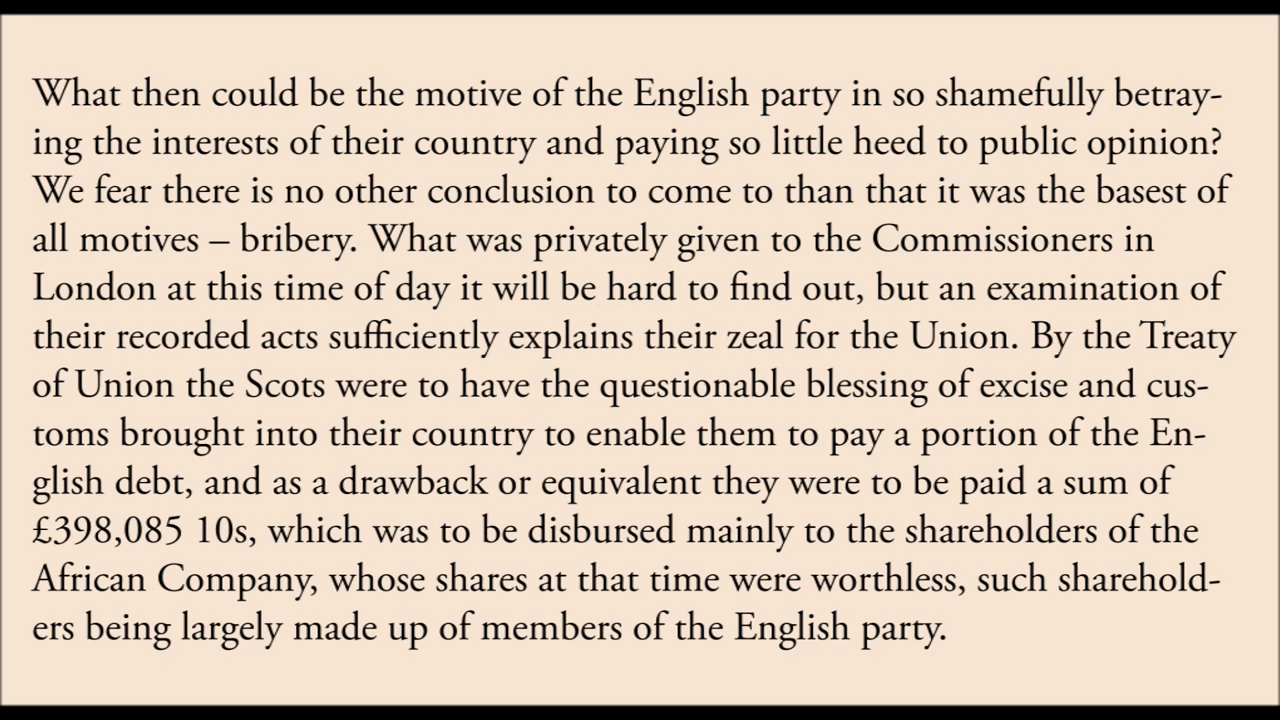 What then could be the motive of the English party in so shamefully betray-
ing the interests of their country and paying so little heed to public opinion?
We fear there is no other conclusion to come to than that it was the basest of
all motives – bribery. What was privately given to the Commissioners in
London at this time of day it will be hard to find out, but an examination of
their recorded acts sufficiently explains their zeal for the Union. By the Treaty
of Union the Scots were to have the questionable blessing of excise and cus-
toms brought into their country to enable them to pay a portion of the En-
glish debt, and as a drawback or equivalent they were to be paid a sum of
£398,085 10s, which was to be disbursed mainly to the shareholders of the
African Company, whose shares at that time were worthless, such sharehold-
ers being largely made up of members of the English party.